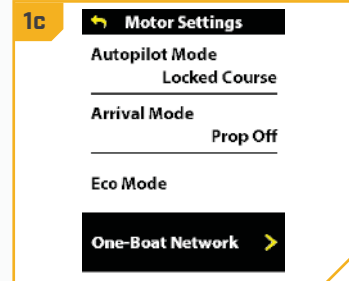 1c
Motor Settings
Autopilot Mode
Locked Course
Arrival Mode
Prop Off
Eco Mode
One-Boat Network